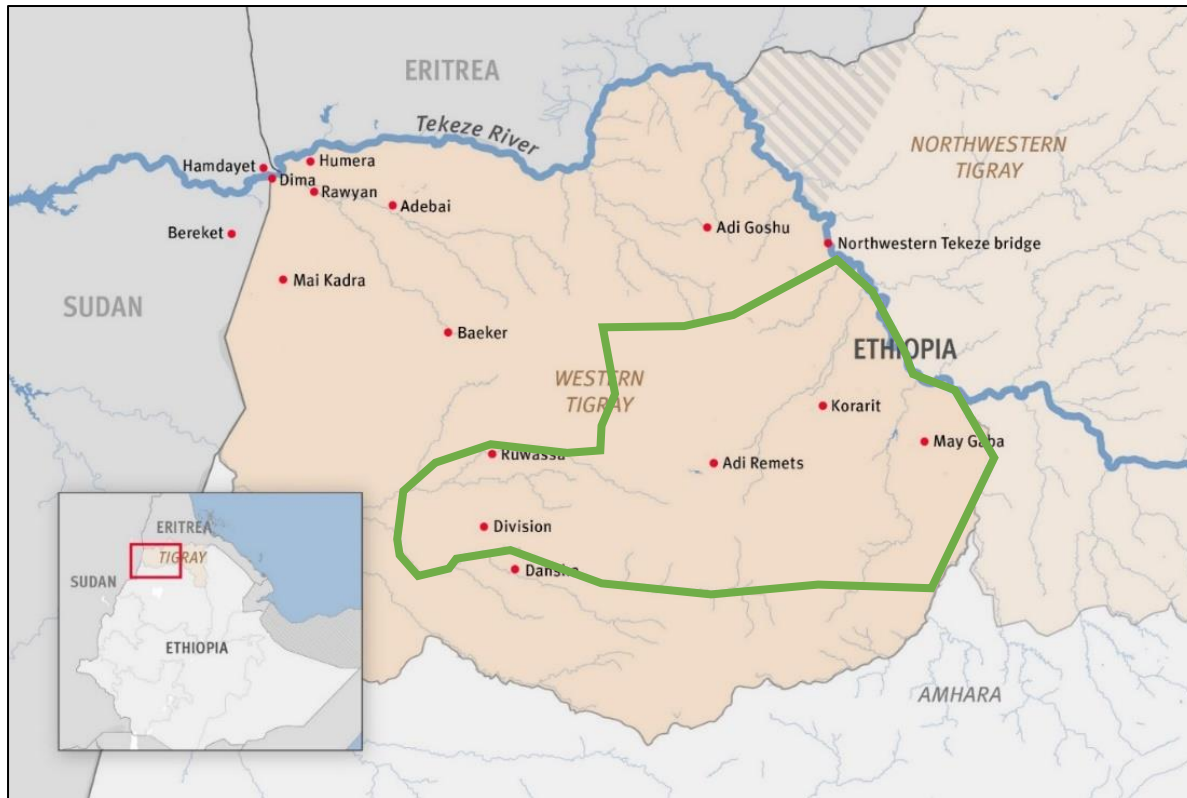 ERITREA
Tekeze River
NORTHWESTERN
TIGRAY
Hamdayet
Humera
Dima
Rawyan
Adebai
Bereket
Adi Goshu
Northwestern Tekeze bridge
Mai Kadra
SUDAN
Baeker
ETHIOPIA
WESTERN
TIGRAY
Korarit
May Gaba
Ruwassa
Adi Remets
Division
Dansha
AMHARA
ERITREA
TIGRAY
SUDAN
ETHIOPIA